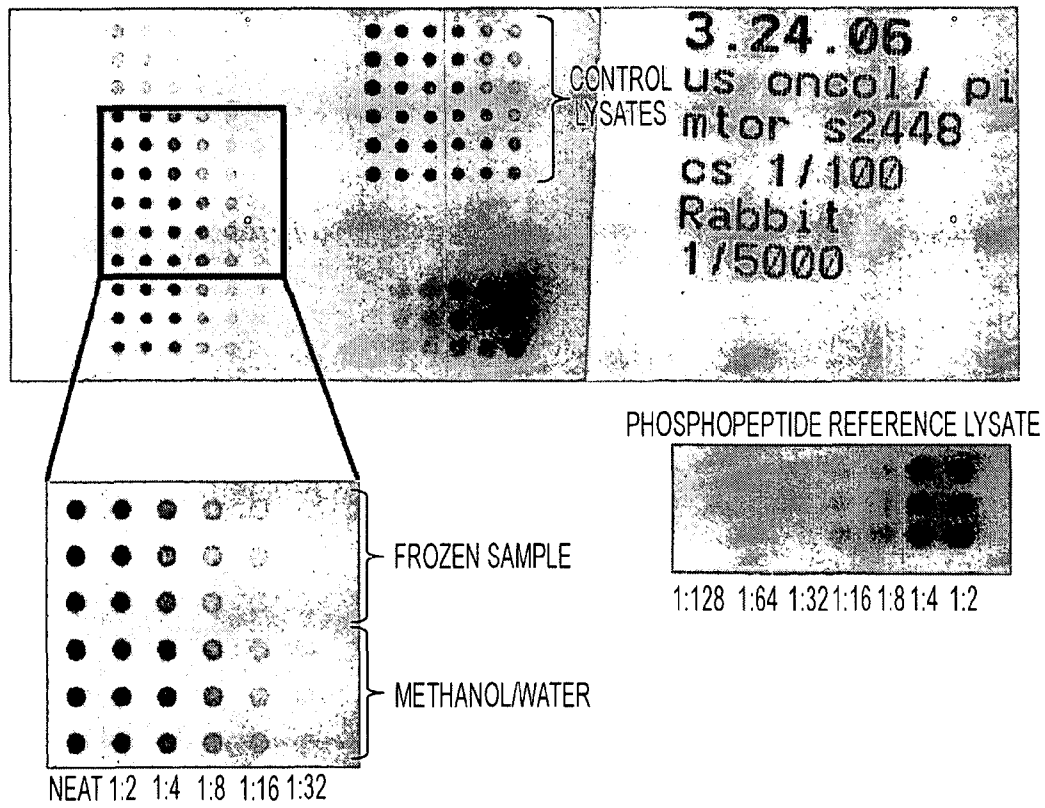 CONTROL
LYSATES
3.24.06
us oncol/ pi
mtor s2448
cs 1/100
Rabbit
1/5000
PHOSPHOPEPTIDE REFERENCE LYSATE
1:128 1:64 1:32 1:16 1:8 1:4 1:2
FROZEN SAMPLE
METHANOL/WATER
NEAT 1:2 1:4 1:8 1:16 1:32